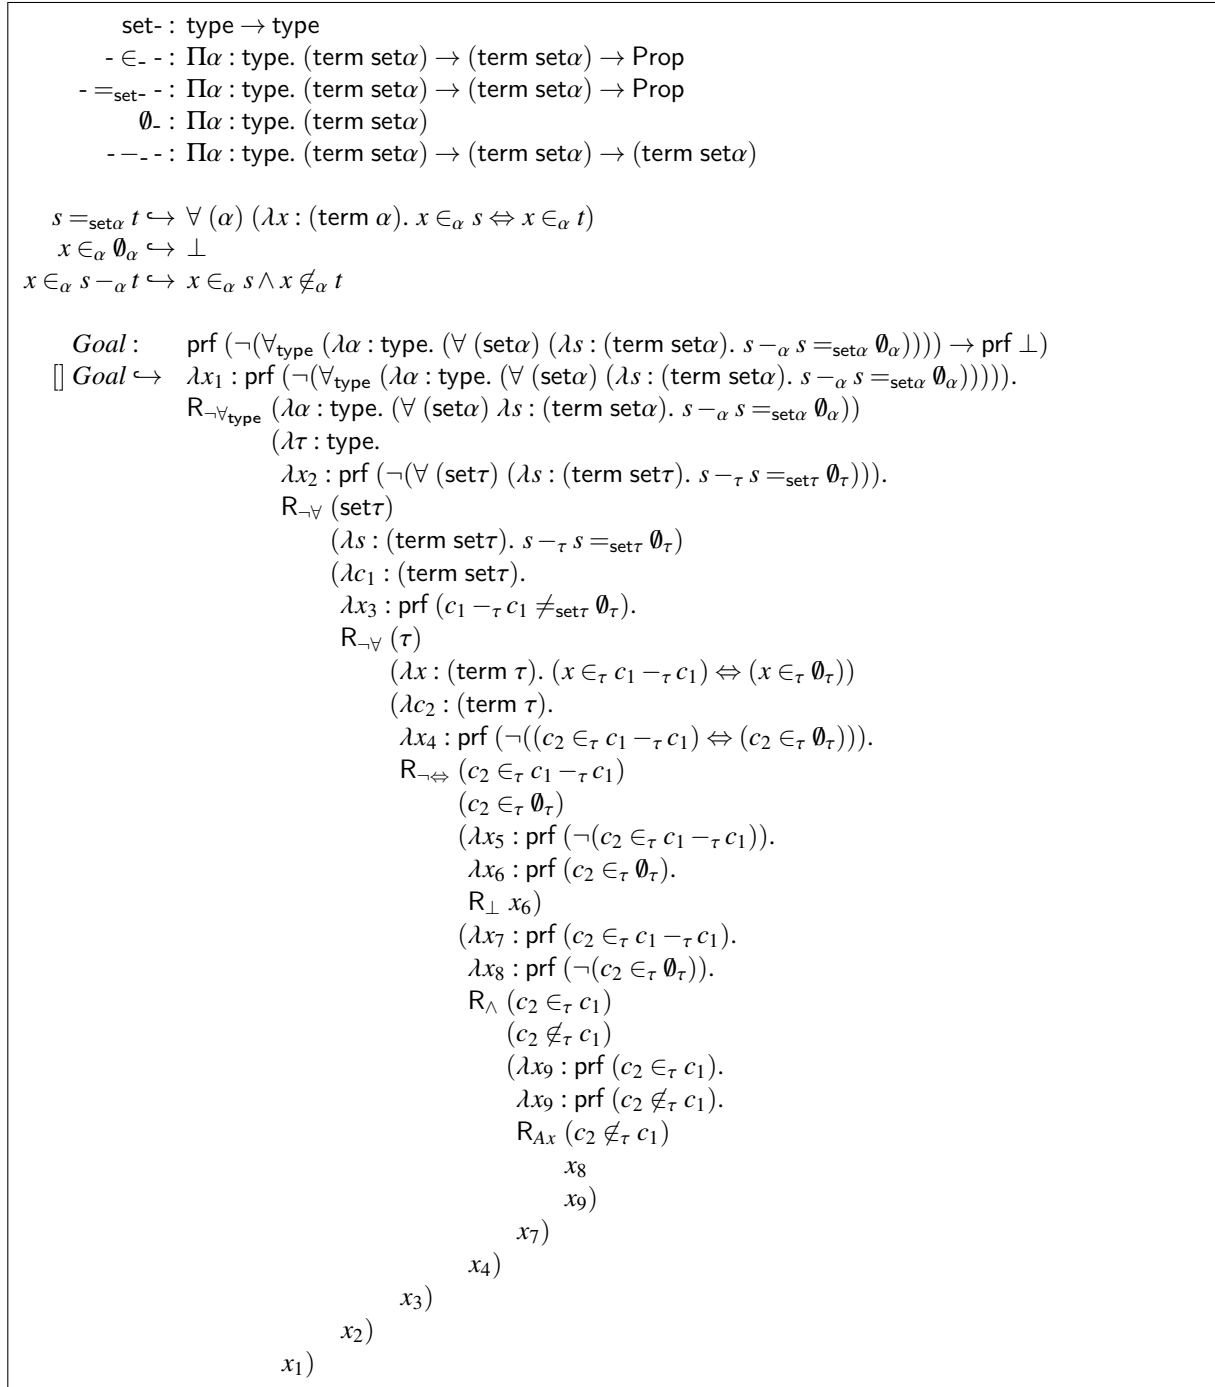 set- : type → type
- ∈- - : Πα : type. (term setα) → (term setα) → Prop
- =set- - : Πα : type. (term setα) → (term setα) → Prop
∅- : Πα : type. (term setα)
- −- - : Πα : type. (term setα) → (term setα) → (term setα)
s =setα t ↪ ∀ (α) (λx : (term α). x ∈α s ⇔ x ∈α t)
x ∈α ∅α ↪ ⊥
x ∈α s −α t ↪ x ∈α s ∧ x ∉α t
Goal : prf (¬(∀type (λα : type. (∀ (setα) (λs : (term setα). s −α s =setα ∅α)))) → prf ⊥)
[] Goal ↪ λx1 : prf (¬(∀type (λα : type. (∀ (setα) (λs : (term setα). s −α s =setα ∅α))))).
R¬∀type (λα : type. (∀ (setα) λs : (term setα). s −α s =setα ∅α))
(λτ : type.
λx2 : prf (¬(∀ (setτ) (λs : (term setτ). s −τ s =setτ ∅τ))).
R¬∀ (setτ)
(λs : (term setτ). s −τ s =setτ ∅τ)
(λc1 : (term setτ).
λx3 : prf (c1 −τ c1 ≠setτ ∅τ).
R¬∀ (τ)
(λx : (term τ). (x ∈τ c1 −τ c1) ⇔ (x ∈τ ∅τ))
(λc2 : (term τ).
λx4 : prf (¬((c2 ∈τ c1 −τ c1) ⇔ (c2 ∈τ ∅τ))).
R¬⇔ (c2 ∈τ c1 −τ c1)
(c2 ∈τ ∅τ)
(λx5 : prf (¬(c2 ∈τ c1 −τ c1)).
λx6 : prf (c2 ∈τ ∅τ).
R⊥ x6)
(λx7 : prf (c2 ∈τ c1 −τ c1).
λx8 : prf (¬(c2 ∈τ ∅τ)).
R∧ (c2 ∈τ c1)
(c2 ∉τ c1)
(λx9 : prf (c2 ∈τ c1).
λx9 : prf (c2 ∉τ c1).
RAx (c2 ∉τ c1)
x8
x9)
x7)
x4)
x3)
x2)
x1)